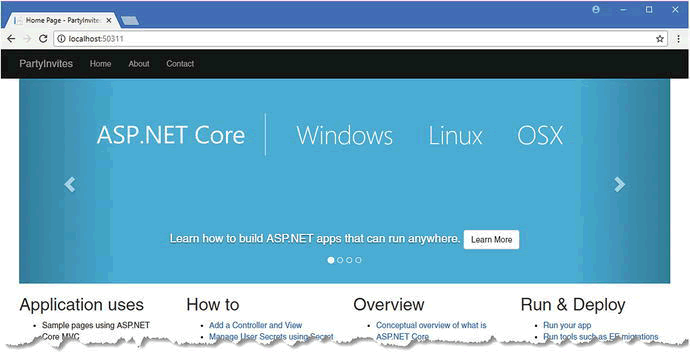 Home Page - PartyInvites
localhost:50311
PartyInvites Home About Contact
ASP.NET Core Windows Linux OSX
Learn how to build ASP.NET apps that can run anywhere. Learn More
Application uses
Sample pages using ASP.NET
Core MVC
How to
Add a Controller and View
Manage User Secrets using Secret
Overview
Conceptual overview of what is
ASP.NET Core
Run & Deploy
Run your app
Run tools such as EF migrations